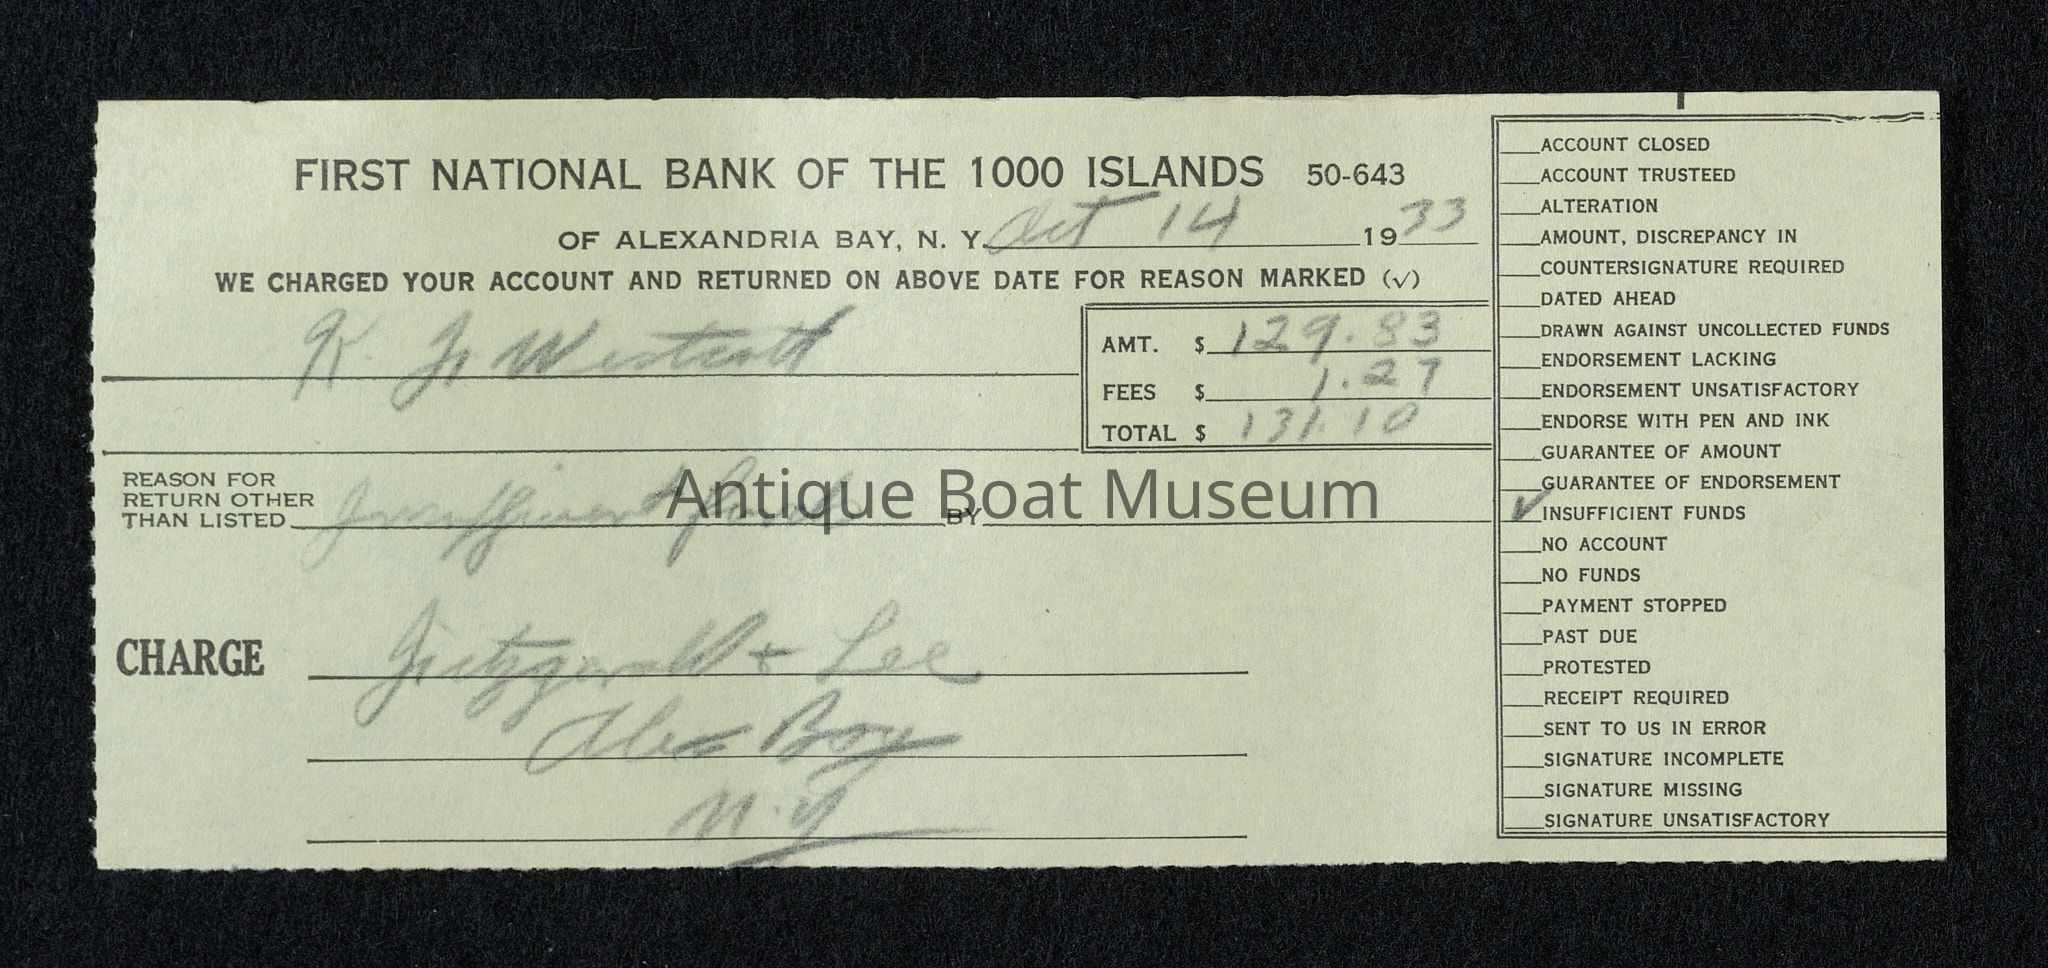 FIRST NATIONAL BANK OF THE 1000 ISLANDS 50-643
OF ALEXANDRIA BAY, N. Y. Oct 14 1933
WE CHARGED YOUR ACCOUNT AND RETURNED ON ABOVE DATE FOR REASON MARKED (✓)
Westcott
AMT. $ 129.83
FEES $ 1.27
TOTAL $ 131.10
REASON FOR
RETURN OTHER
THAN LISTED Insufficient funds BY
Antique Boat Museum
CHARGE Fitzgerald + Lee
Alex Bay
N.Y
ACCOUNT CLOSED
ACCOUNT TRUSTEED
ALTERATION
AMOUNT, DISCREPANCY IN
COUNTERSIGNATURE REQUIRED
DATED AHEAD
DRAWN AGAINST UNCOLLECTED FUNDS
ENDORSEMENT LACKING
ENDORSEMENT UNSATISFACTORY
ENDORSE WITH PEN AND INK
GUARANTEE OF AMOUNT
GUARANTEE OF ENDORSEMENT
✓ INSUFFICIENT FUNDS
NO ACCOUNT
NO FUNDS
PAYMENT STOPPED
PAST DUE
PROTESTED
RECEIPT REQUIRED
SENT TO US IN ERROR
SIGNATURE INCOMPLETE
SIGNATURE MISSING
SIGNATURE UNSATISFACTORY